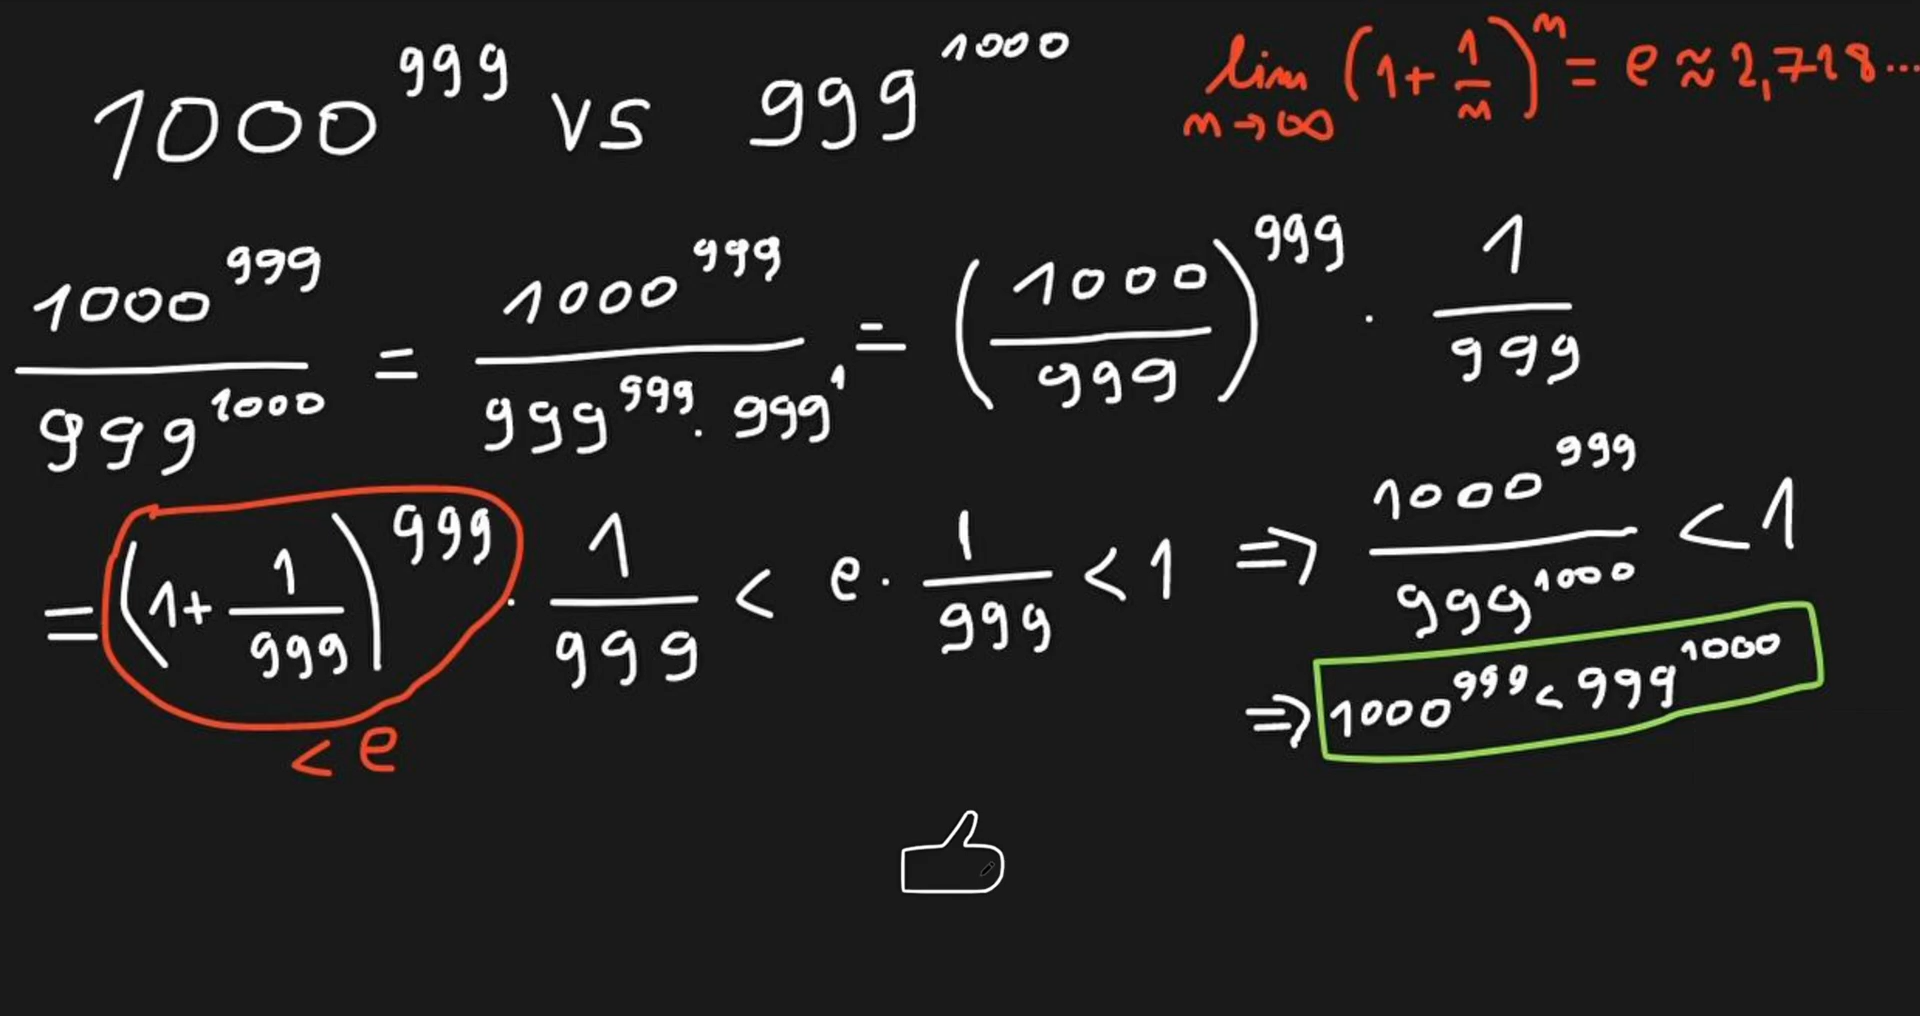 1000^999 vs 999^1000
lim m→∞ (1+1/m)^m = e ≈ 2,718...
1000^999/999^1000 = 1000^999/(999^999 · 999^1) = (1000/999)^999 · 1/999
= (1+1/999)^999 · 1/999 < e · 1/999 < 1 ⇒ 1000^999/999^1000 < 1
< e
⇒ 1000^999 < 999^1000